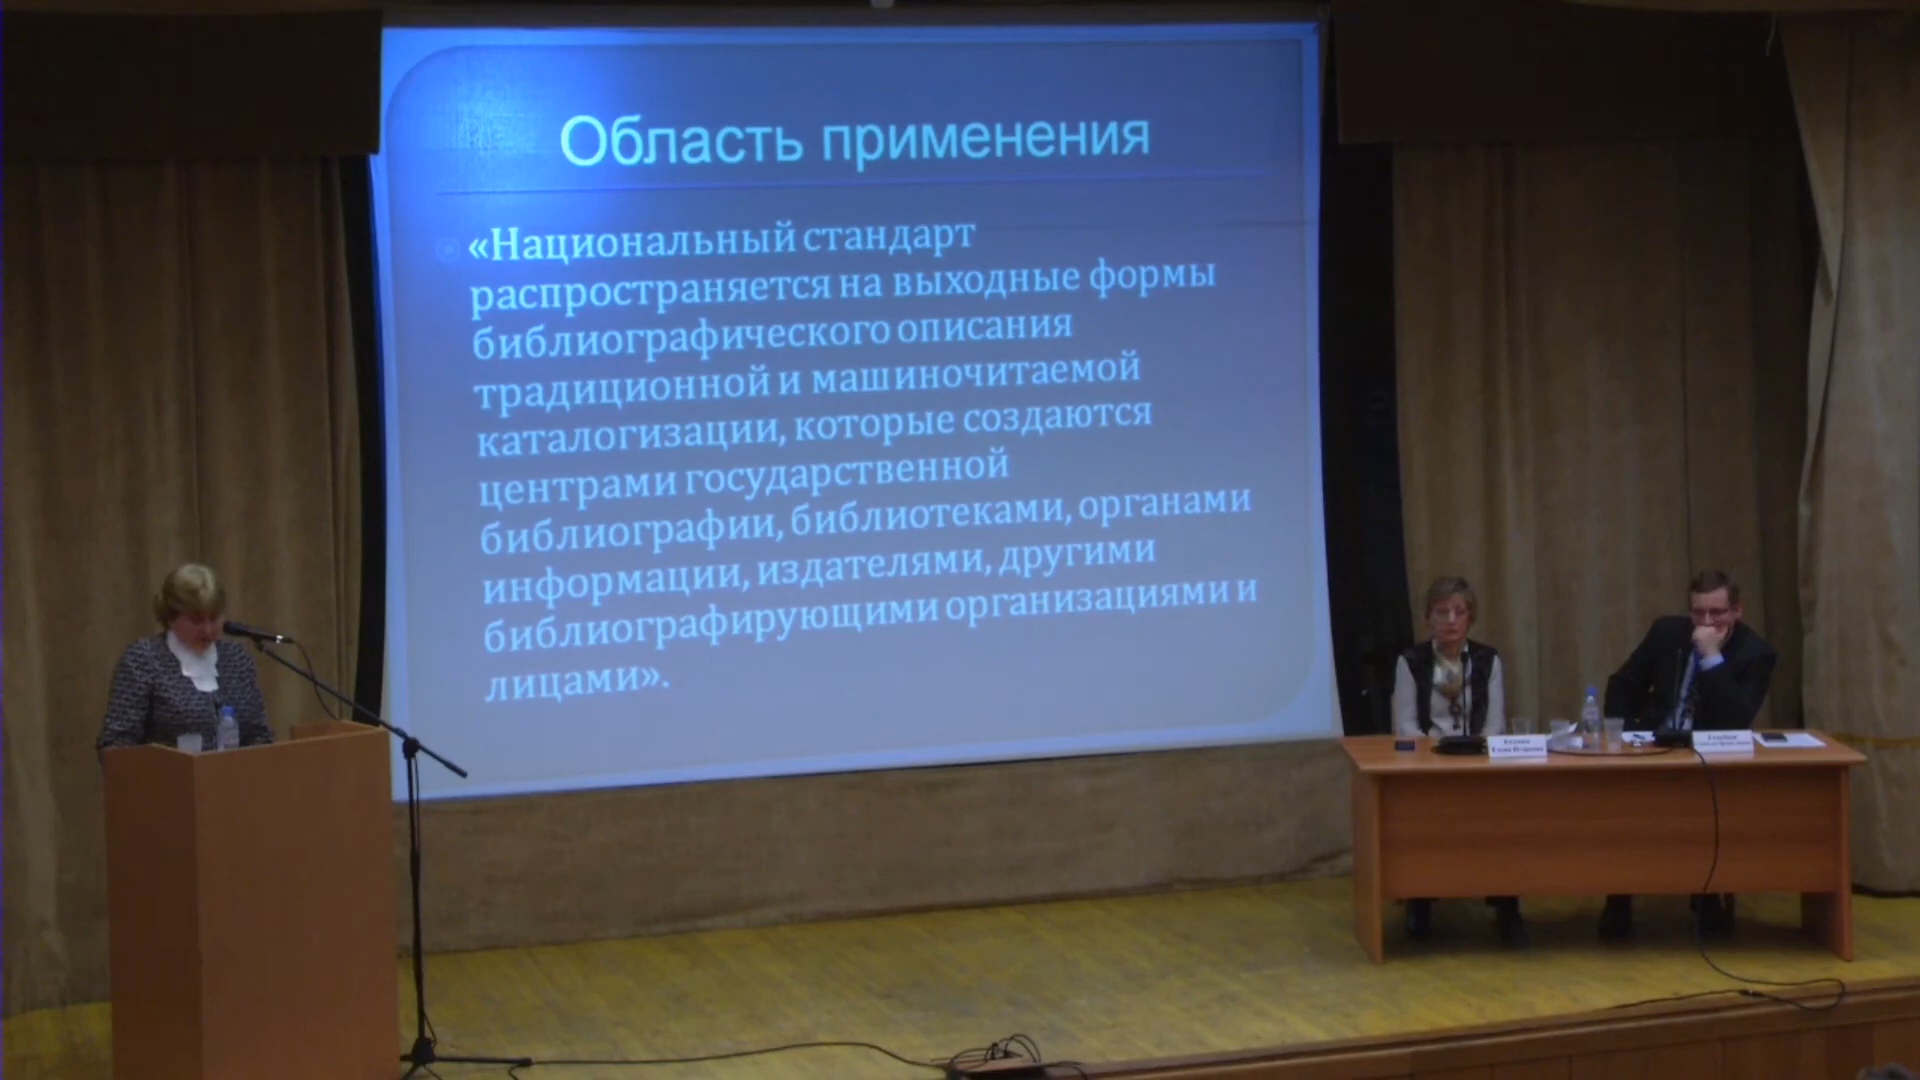 Область применения
«Национальный стандарт
распространяется на выходные формы
библиографического описания
традиционной и машиночитаемой
каталогизации, которые создаются
центрами государственной
библиографии, библиотеками, органами
информации, издателями, другими
библиографирующими организациями и
лицами».